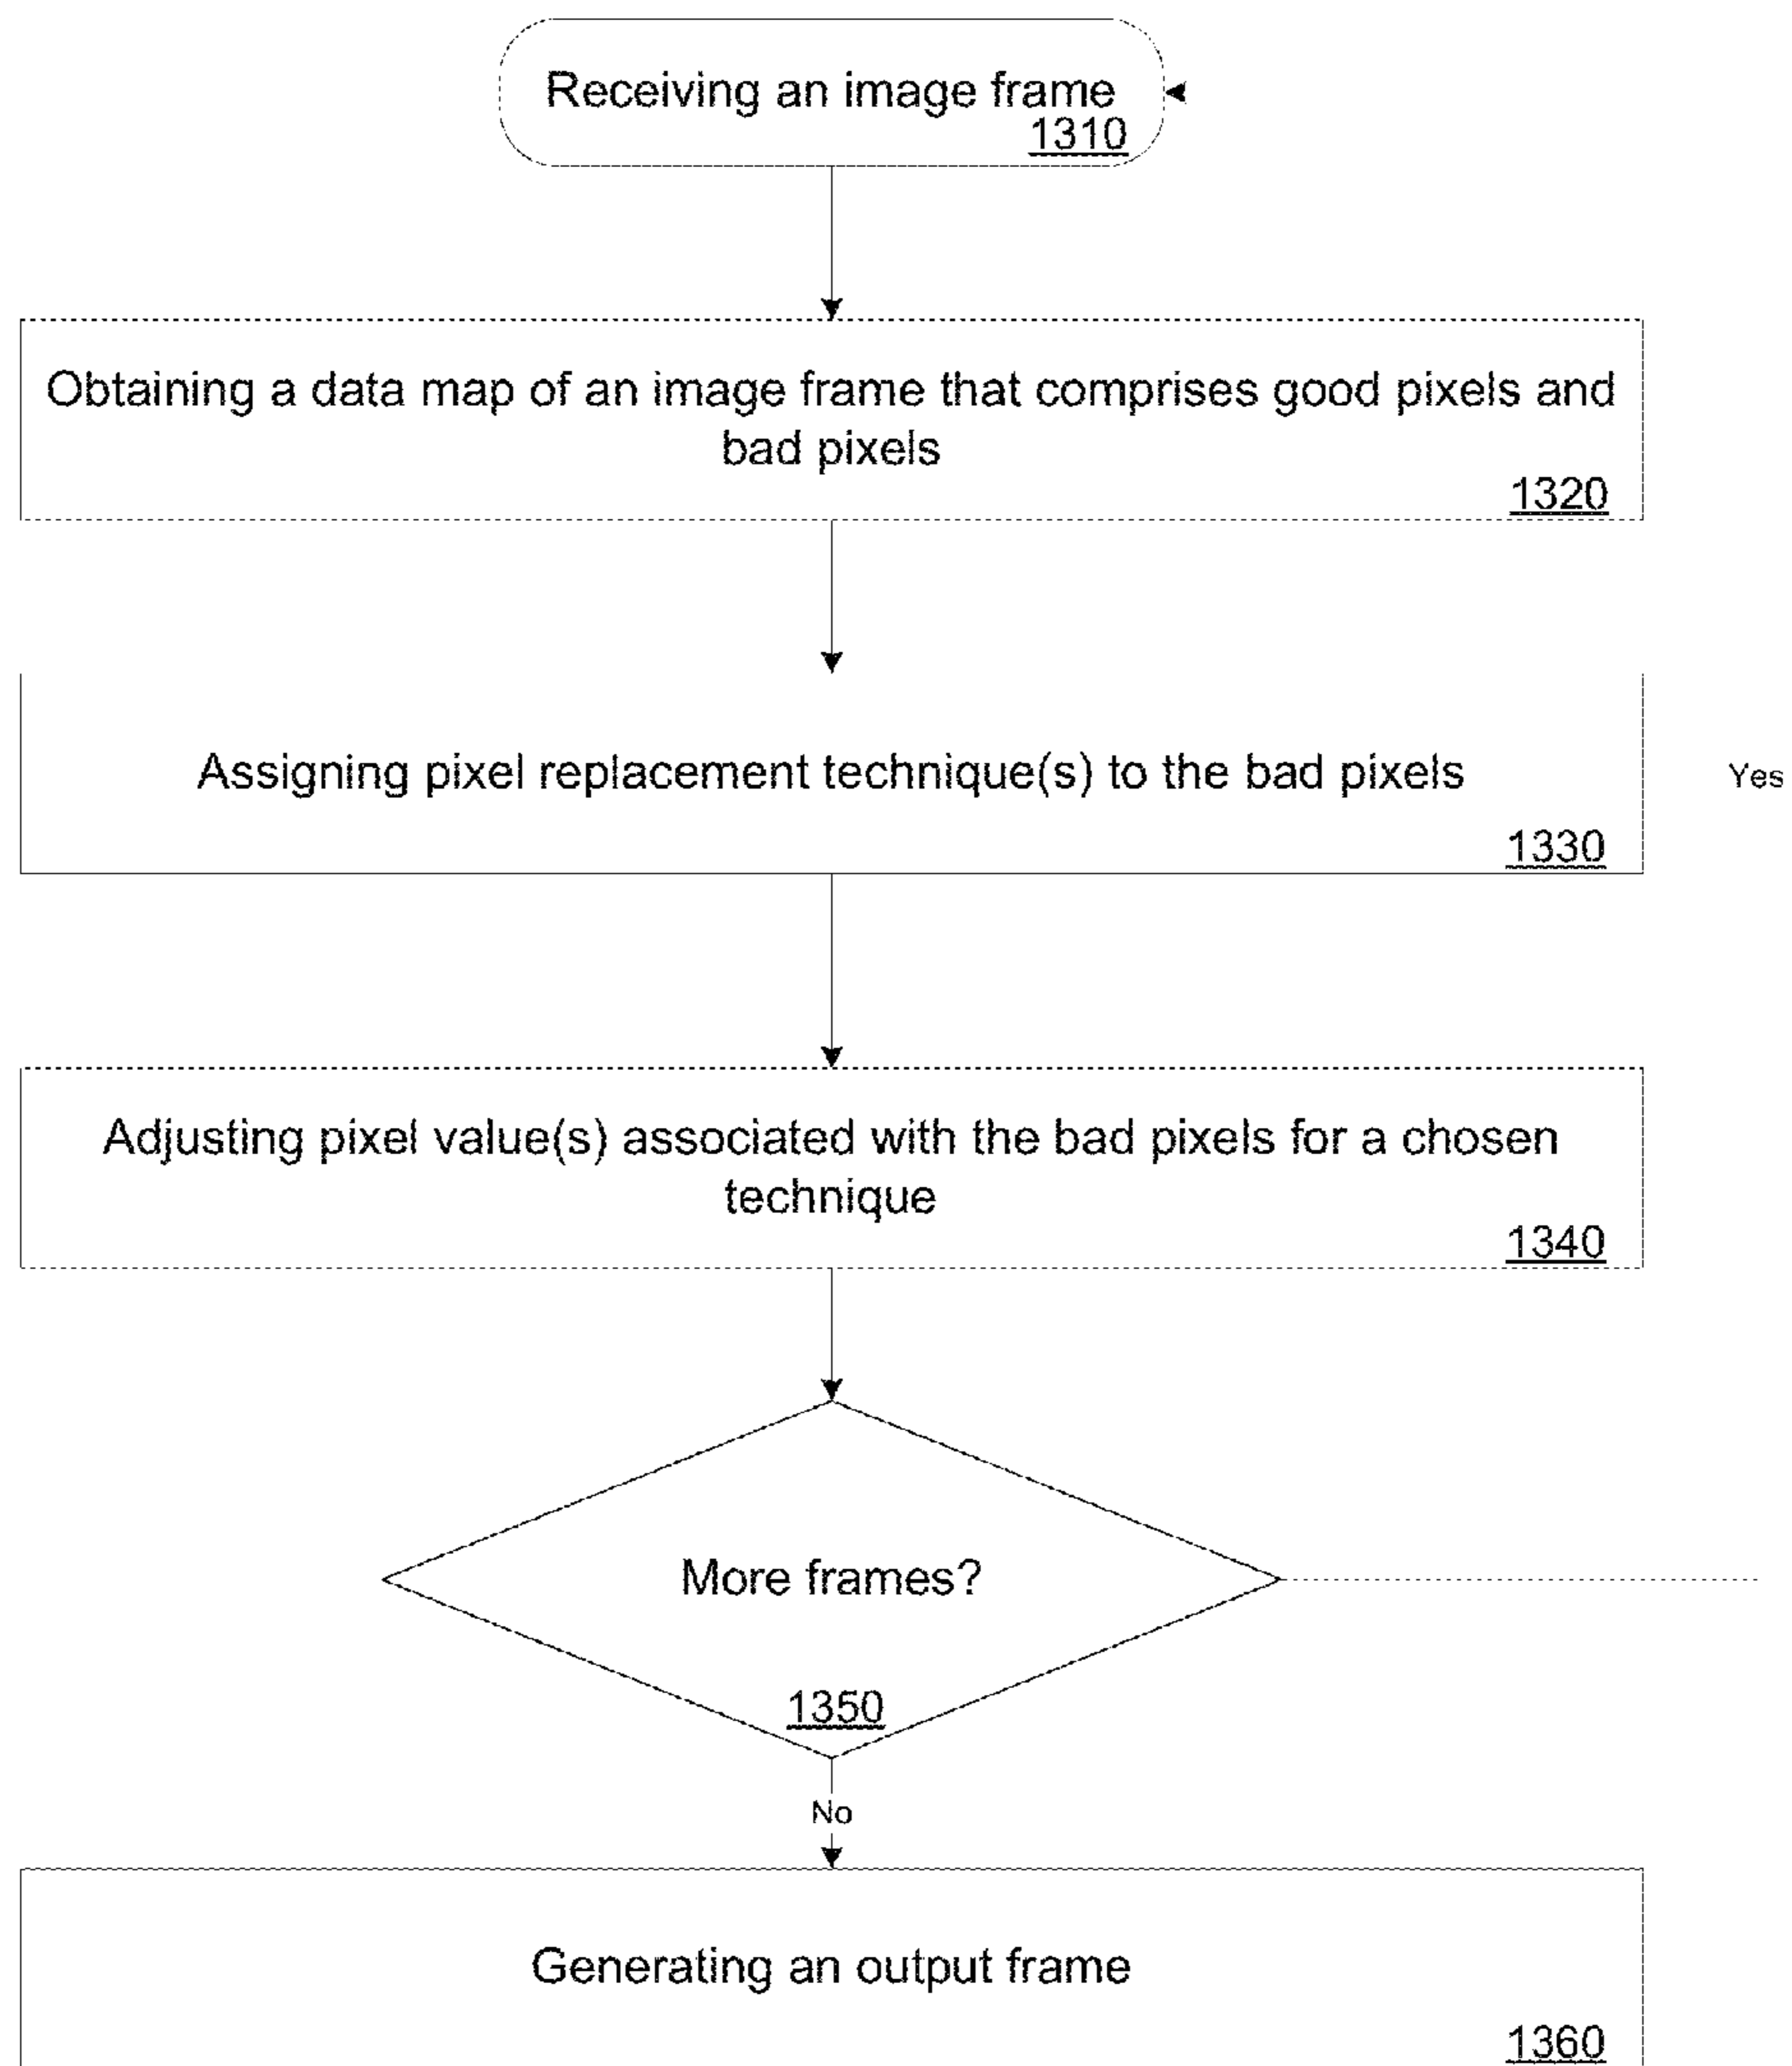 Receiving an image frame
1310
Obtaining a data map of an image frame that comprises good pixels and
bad pixels
1320
Assigning pixel replacement technique(s) to the bad pixels
1330
Yes
Adjusting pixel value(s) associated with the bad pixels for a chosen
technique
1340
More frames?
1350
No
Generating an output frame
1360